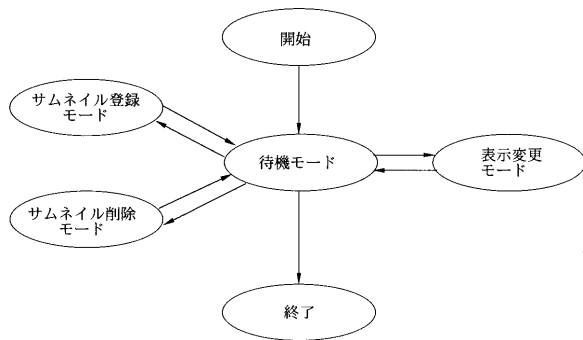 開始
サムネイル登録
モード
待機モード
表示変更
モード
サムネイル削除
モード
終了